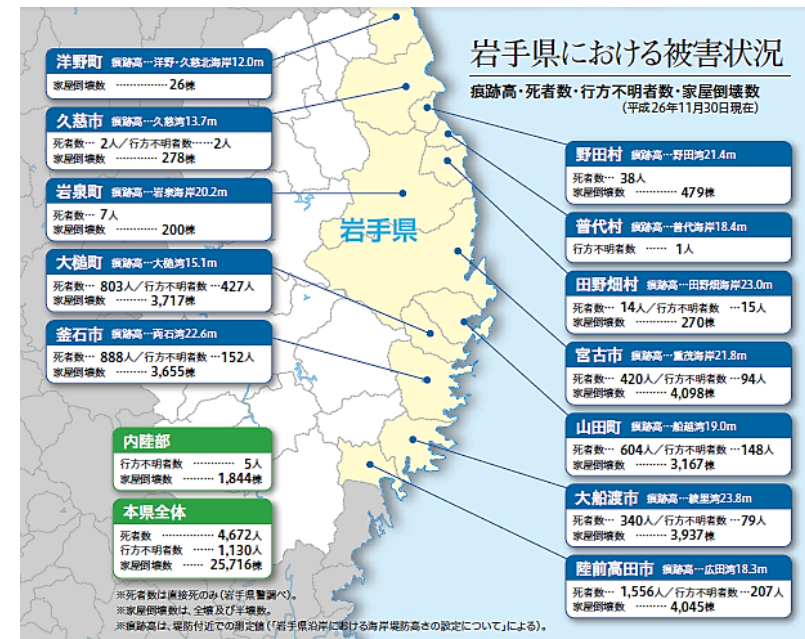 岩手県における被害状況
痕跡高・死者数・行方不明者数・家屋倒壊数
(平成26年11月30日現在)
洋野町 痕跡高…洋野・久慈北海岸12.0m
家屋倒壊数 …………… 26棟
久慈市 痕跡高…久慈湾13.7m
死者数… 2人/行方不明者数……2人
家屋倒壊数 ………… 278棟
岩泉町 痕跡高…岩泉海岸20.2m
死者数… 7人
家屋倒壊数 ………… 200棟
大槌町 痕跡高…大槌湾15.1m
死者数… 803人/行方不明者数 …427人
家屋倒壊数 ………… 3,717棟
釜石市 痕跡高…両石湾22.6m
死者数… 888人/行方不明者数 …152人
家屋倒壊数 ………… 3,655棟
岩手県
野田村 痕跡高…野田湾21.4m
死者数… 38人
家屋倒壊数 ………… 479棟
普代村 痕跡高…普代海岸18.4m
行方不明者数 …… 1人
田野畑村 痕跡高…田野畑海岸23.0m
死者数… 14人/行方不明者数 …15人
家屋倒壊数 ………… 270棟
宮古市 痕跡高…重茂海岸21.8m
死者数… 420人/行方不明者数 …94人
家屋倒壊数 ………… 4,098棟
山田町 痕跡高…船越湾19.0m
死者数… 604人/行方不明者数 …148人
家屋倒壊数 ………… 3,167棟
大船渡市 痕跡高…綾里湾23.8m
死者数… 340人/行方不明者数 …79人
家屋倒壊数 ………… 3,937棟
陸前高田市 痕跡高…広田湾18.3m
死者数… 1,556人/行方不明者数 …207人
家屋倒壊数 ………… 4,045棟
内陸部
行方不明者数 ………… 5人
家屋倒壊数 ………… 1,844棟
本県全体
死者数 ………… 4,672人
行方不明者数 …… 1,130人
家屋倒壊数 …… 25,716棟
※死者数は直接死のみ(岩手県警調べ)。
※家屋倒壊数は、全壊及び半壊数。
※痕跡高は、堤防付近での測定値(「岩手県沿岸における海岸堤防高さの設定について」による)。